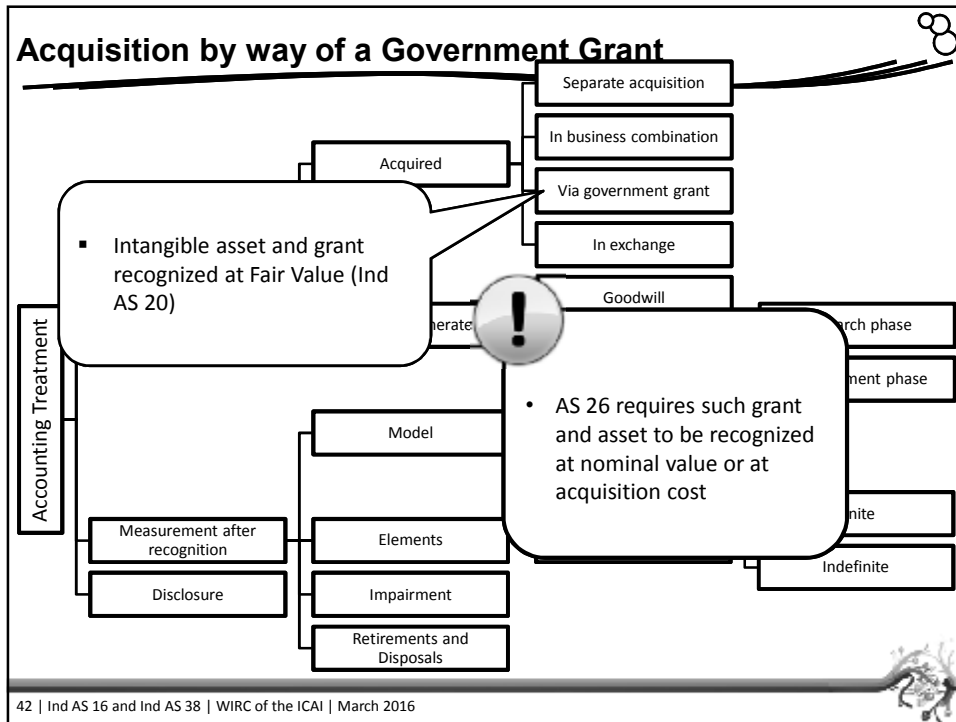 Acquisition by way of a Government Grant
Separate acquisition
In business combination
Acquired
Via government grant
In exchange
▪ Intangible asset and grant
recognized at Fair Value (Ind
AS 20)
Goodwill
!
phase
phase
• AS 26 requires such grant
and asset to be recognized
at nominal value or at
acquisition cost
Accounting Treatment
Model
Measurement after
recognition
Elements
Indefinite
Disclosure
Impairment
Retirements and
Disposals
42 | Ind AS 16 and Ind AS 38 | WIRC of the ICAI | March 2016